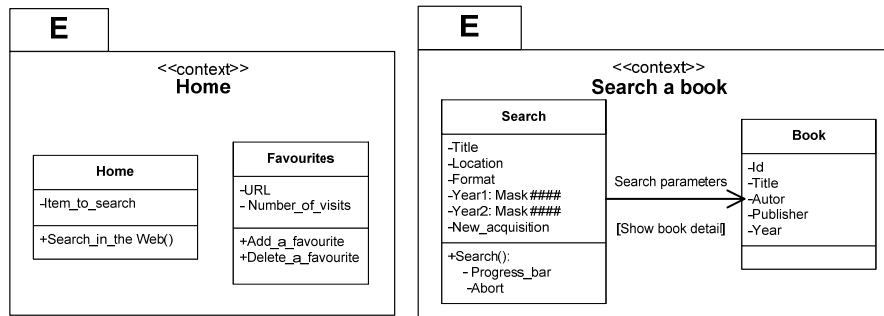 E
<<context>>
Home
Home
-Item_to_search
+Search_in_the Web()
Favourites
-URL
- Number_of_visits
+Add_a_favourite
+Delete_a_favourite
E
<<context>>
Search a book
Search
-Title
-Location
-Format
-Year1: Mask ####
-Year2: Mask ####
-New_acquisition
+Search():
- Progress_bar
-Abort
Search parameters
[Show book detail]
Book
-Id
-Title
-Autor
-Publisher
-Year